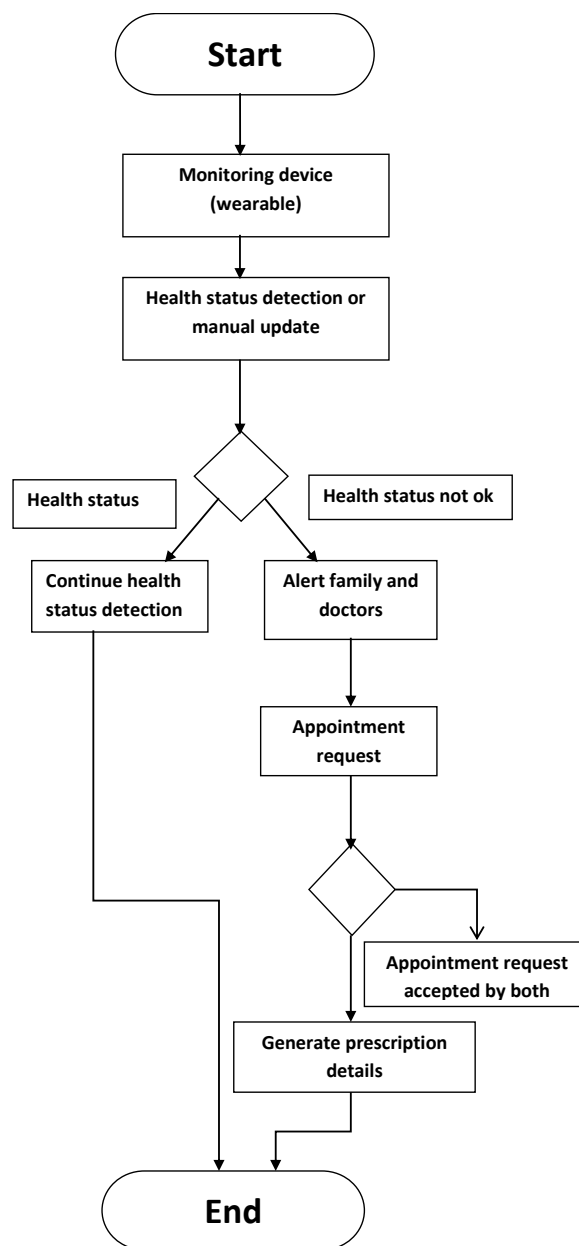 Start
Monitoring device
(wearable)
Health status detection or
manual update
Health status
Health status not ok
Continue health
status detection
Alert family and
doctors
Appointment
request
Appointment request
accepted by both
Generate prescription
details
End